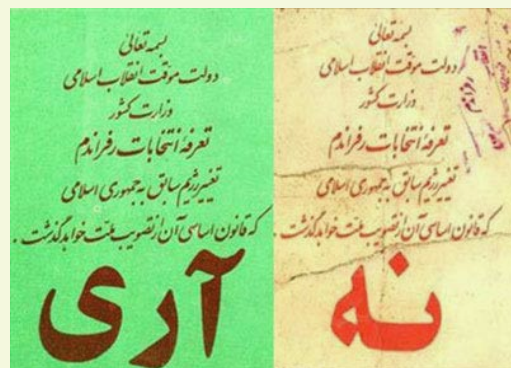 بسمه تعالیٰ
دولت موقت انقلاب اسلامی
وزارت کشور
تعرفهٔ انتخابات رفراندم
تغییر رژیم سابق به جمهوری اسلامی
که قانون اساسی آن از تصویب ملت خواهد گذشت .
نه
بسمه تعالیٰ
دولت موقت انقلاب اسلامی
وزارت کشور
تعرفهٔ انتخابات رفراندم
تغییر رژیم سابق به جمهوری اسلامی
که قانون اساسی آن از تصویب ملت خواهد گذشت .
آری